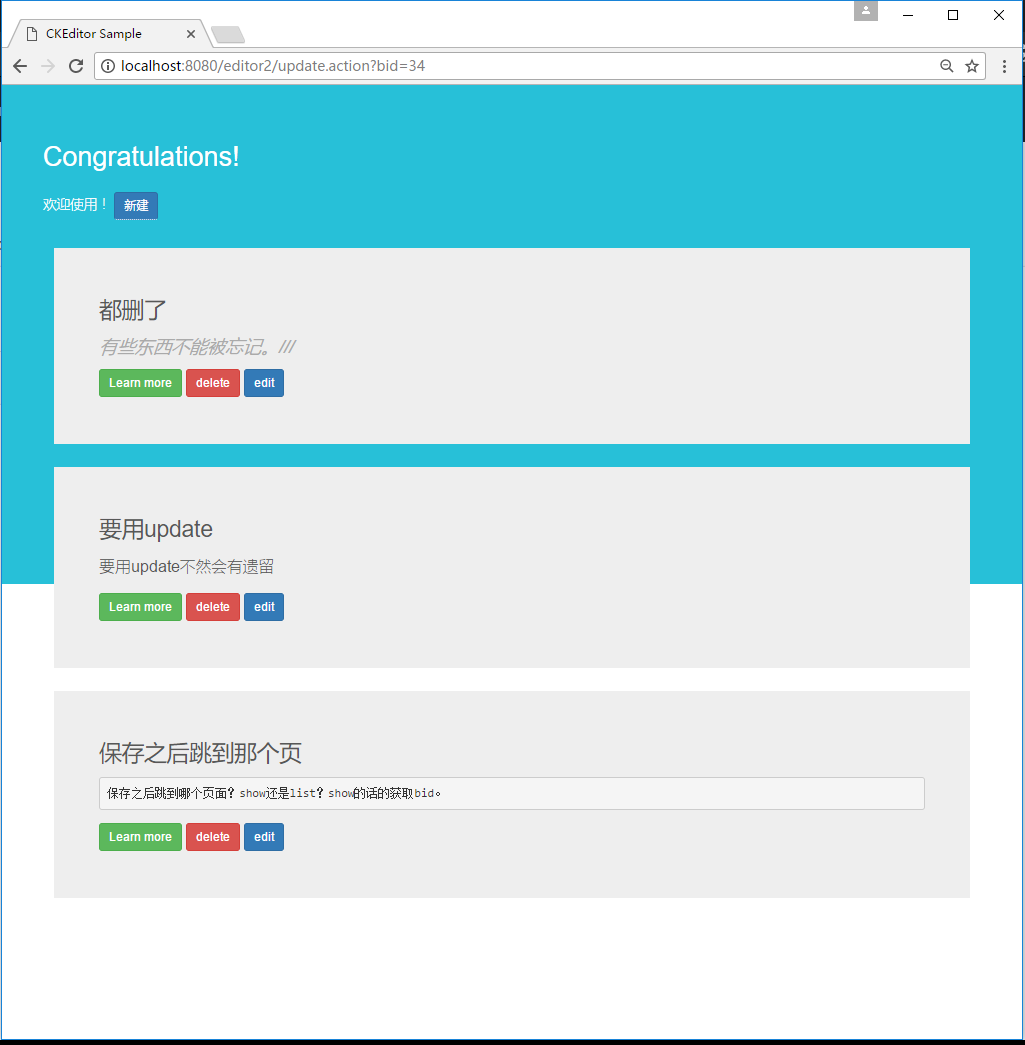 CKEditor Sample
localhost:8080/editor2/update.action?bid=34
Congratulations!
欢迎使用！ 新建
都删了
有些东西不能被忘记。///
Learn more delete edit
要用update
要用update不然会有遗留
Learn more delete edit
保存之后跳到那个页
保存之后跳到哪个页面？show还是list？show的话的获取bid。
Learn more delete edit